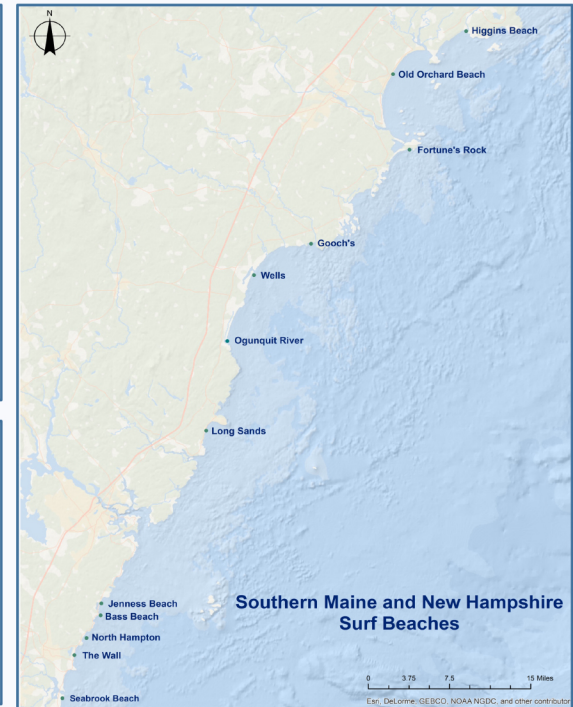 N
Higgins Beach
Old Orchard Beach
Fortune's Rock
Gooch's
Wells
Ogunquit River
Long Sands
Jenness Beach
Bass Beach
North Hampton
The Wall
Seabrook Beach
Southern Maine and New Hampshire
Surf Beaches
0 3.75 7.5 15 Miles
Esri, DeLorme, GEBCO, NOAA NGDC, and other contributor